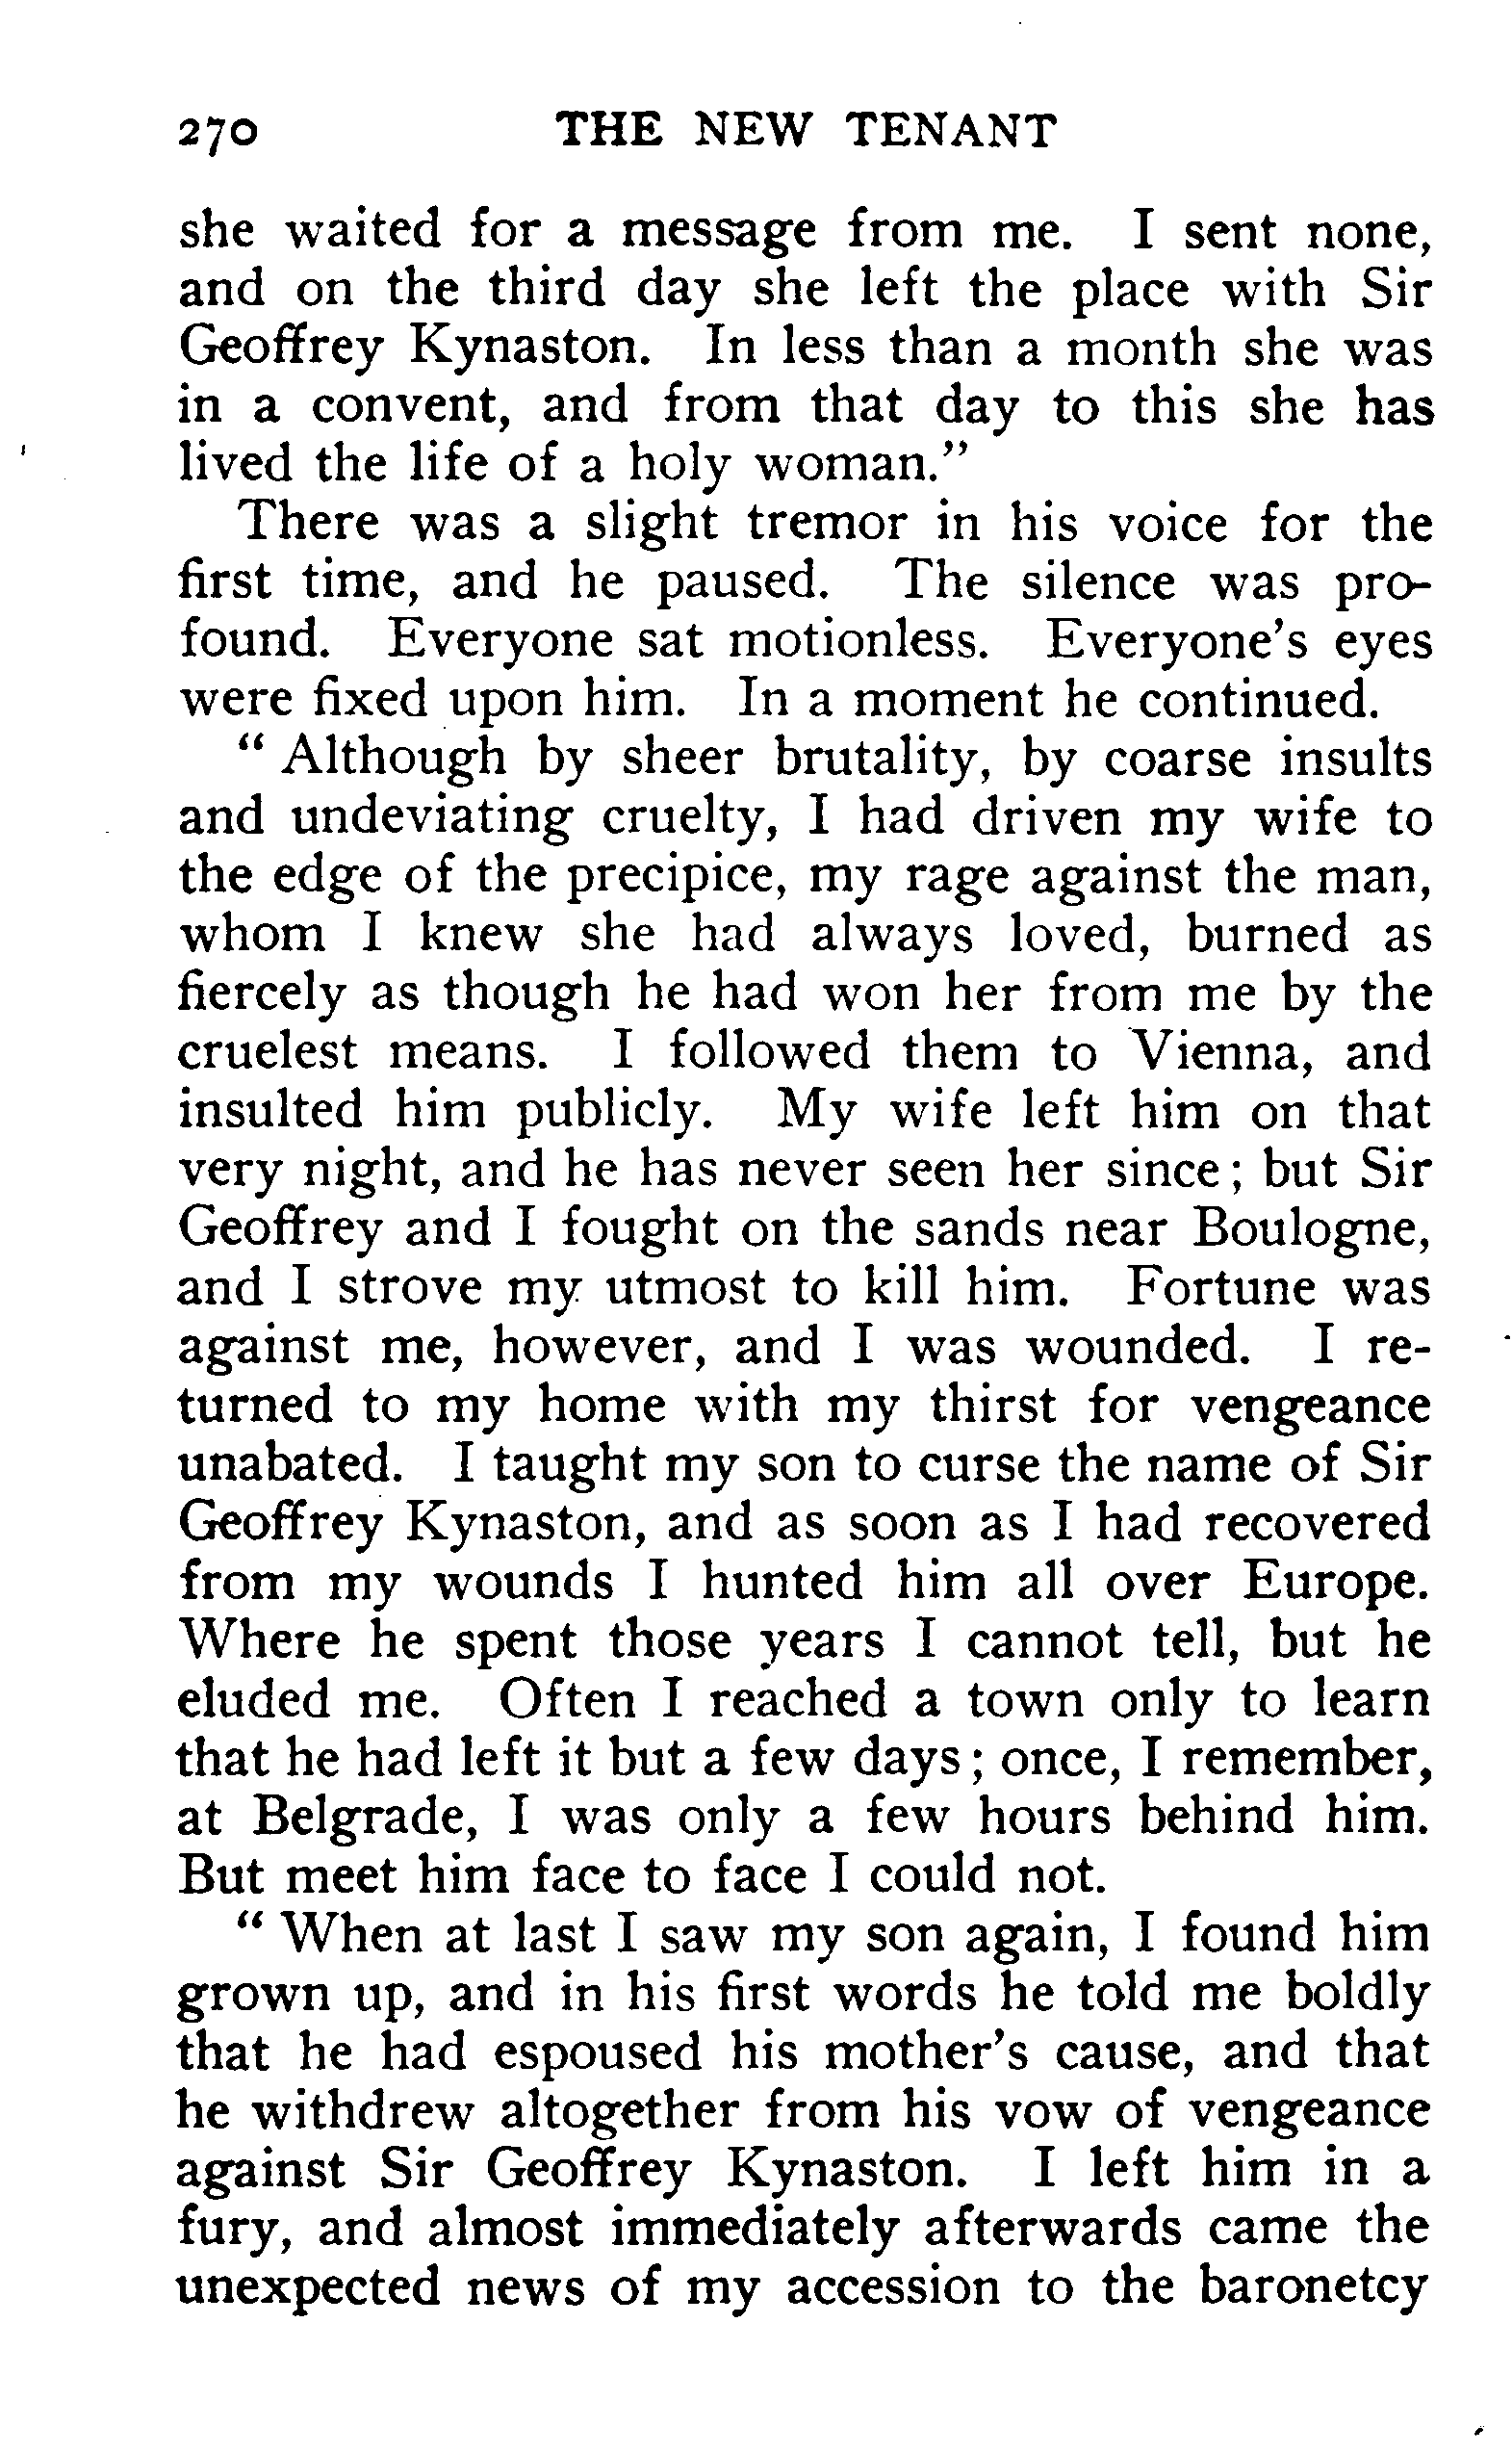 270 THE NEW TENANT
she waited for a message from me. I sent none,
and on the third day she left the place with Sir
Geoffrey Kynaston. In less than a month she was
in a convent, and from that day to this she has
lived the life of a holy woman."
There was a slight tremor in his voice for the
first time, and he paused. The silence was pro-
found. Everyone sat motionless. Everyone's eyes
were fixed upon him. In a moment he continued.
"Although by sheer brutality, by coarse insults
and undeviating cruelty, I had driven my wife to
the edge of the precipice, my rage against the man,
whom I knew she had always loved, burned as
fiercely as though he had won her from me by the
cruelest means. I followed them to Vienna, and
insulted him publicly. My wife left him on that
very night, and he has never seen her since; but Sir
Geoffrey and I fought on the sands near Boulogne,
and I strove my utmost to kill him. Fortune was
against me, however, and I was wounded. I re-
turned to my home with my thirst for vengeance
unabated. I taught my son to curse the name of Sir
Geoffrey Kynaston, and as soon as I had recovered
from my wounds I hunted him all over Europe.
Where he spent those years I cannot tell, but he
eluded me. Often I reached a town only to learn
that he had left it but a few days; once, I remember,
at Belgrade, I was only a few hours behind him.
But meet him face to face I could not.
"When at last I saw my son again, I found him
grown up, and in his first words he told me boldly
that he had espoused his mother's cause, and that
he withdrew altogether from his vow of vengeance
against Sir Geoffrey Kynaston. I left him in a
fury, and almost immediately afterwards came the
unexpected news of my accession to the baronetcy